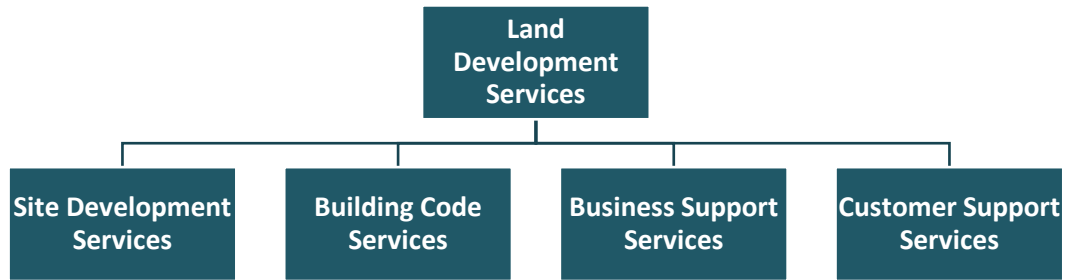 Land
Development
Services
Site Development
Services
Building Code
Services
Business Support
Services
Customer Support
Services